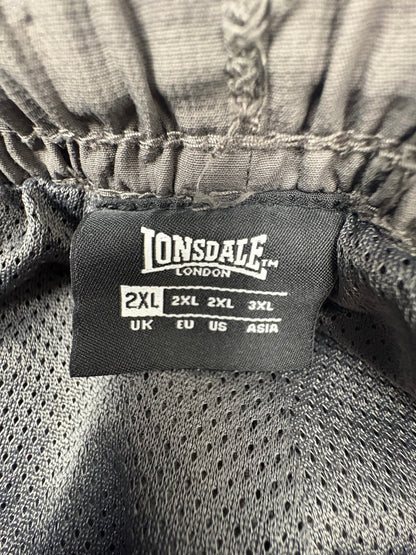 LONSDALE™
LONDON
2XL 2XL 2XL 3XL
UK EU US ASIA